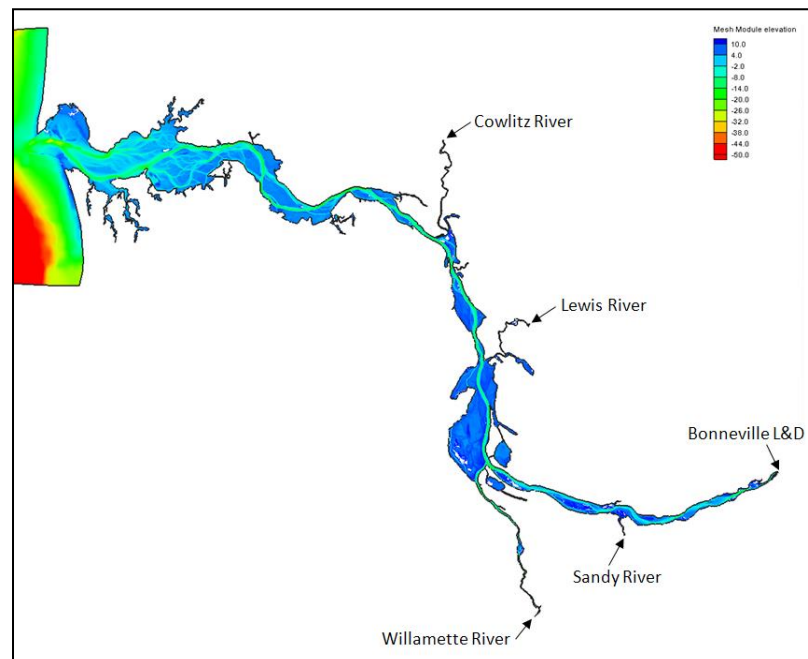 Mesh Module elevation
10.0
4.0
-2.0
-8.0
-14.0
-20.0
-26.0
-32.0
-38.0
-44.0
-50.0
Cowlitz River
Lewis River
Bonneville L&D
Sandy River
Willamette River